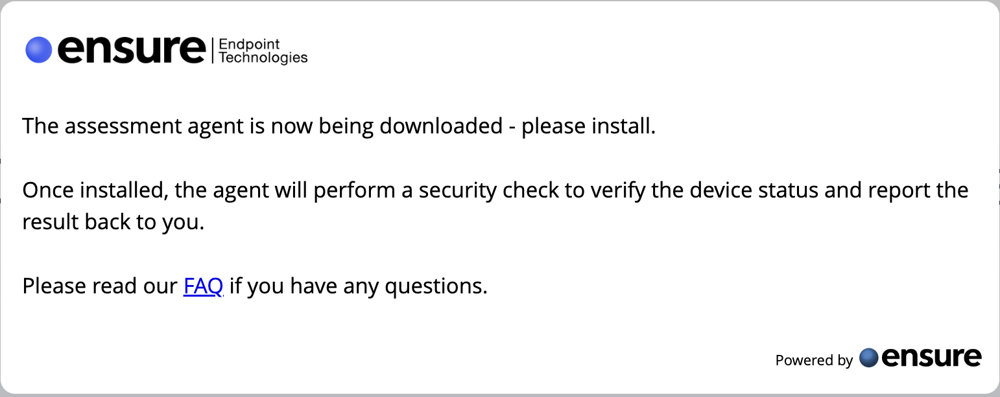 ensure | Endpoint
Technologies
The assessment agent is now being downloaded - please install.
Once installed, the agent will perform a security check to verify the device status and report the
result back to you.
Please read our FAQ if you have any questions.
Powered by ensure